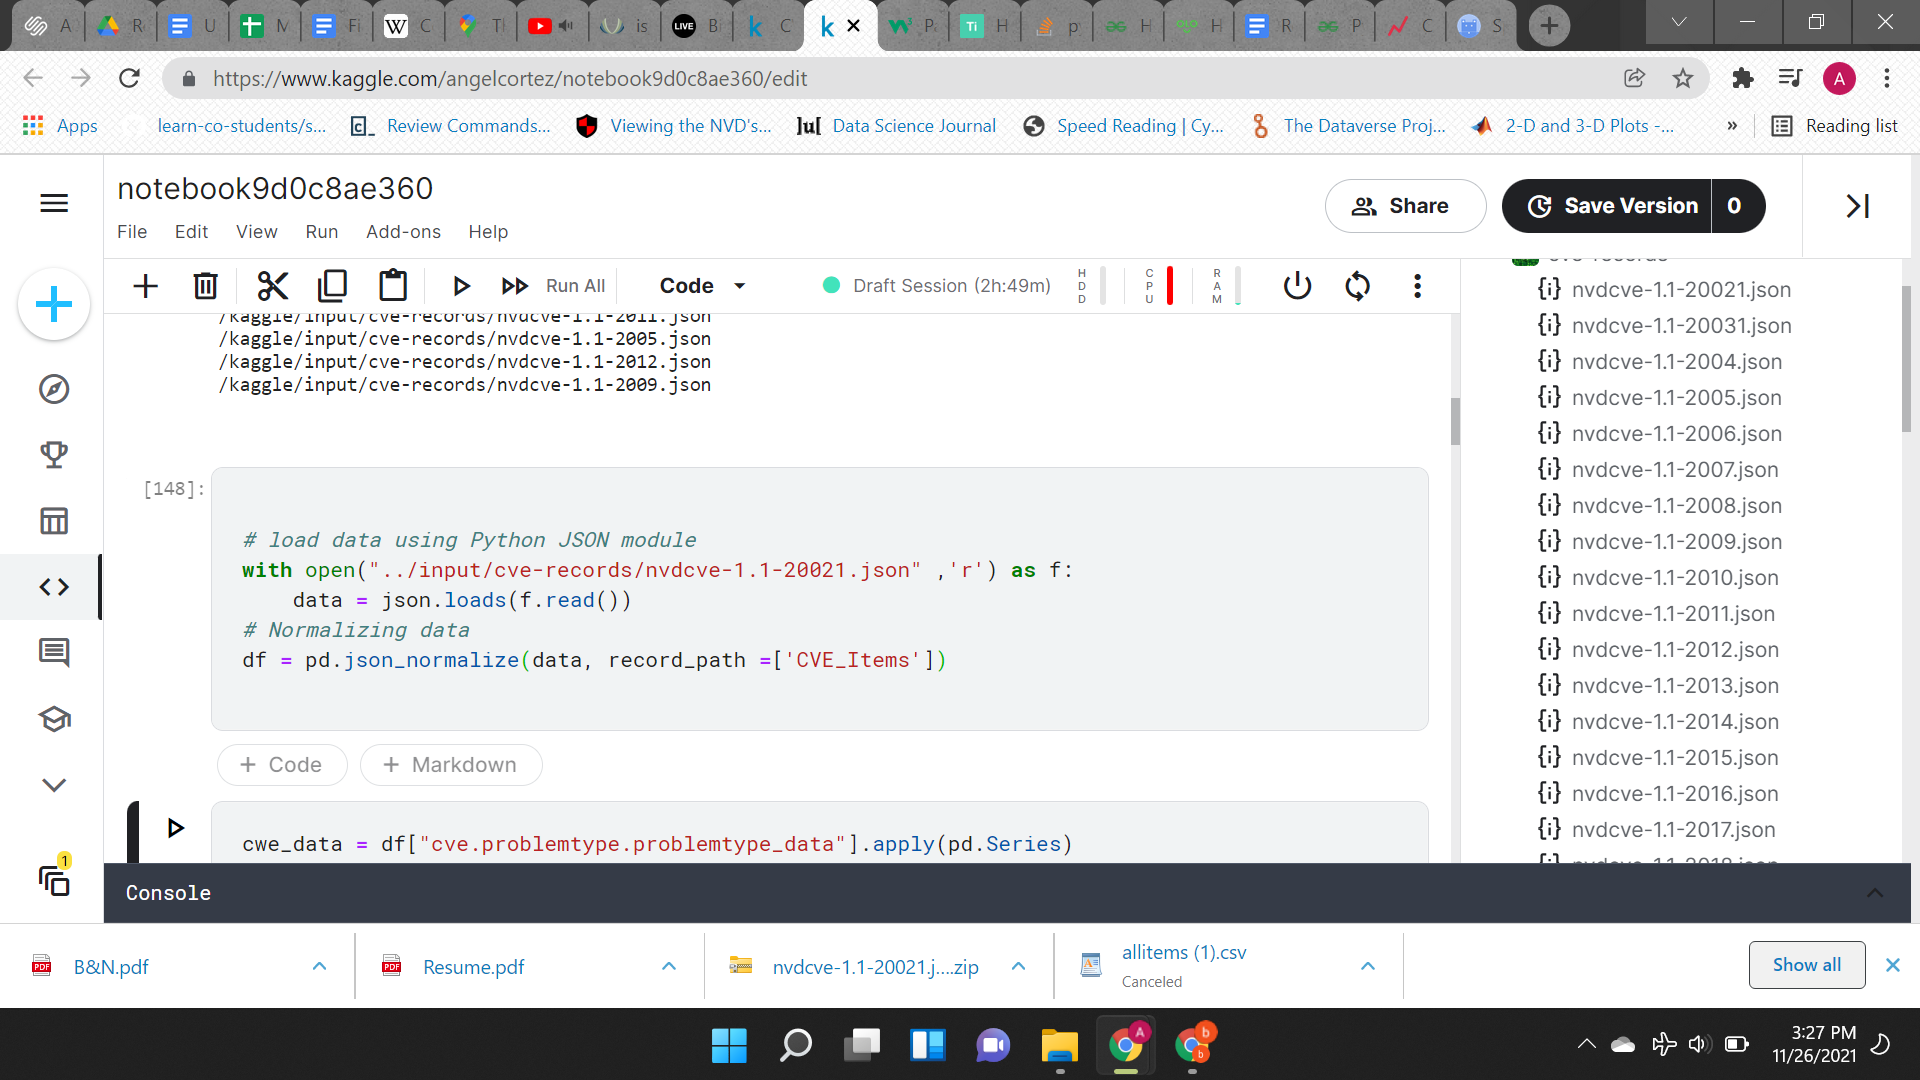 A R U M Fi C Tl is LIVE Bi C P Ti H p H H R P C S
https://www.kaggle.com/angelcortez/notebook9d0c8ae360/edit
A
Apps learn-co-students/s... c_ Review Commands... Viewing the NVD's... Ju[ Data Science Journal Speed Reading | Cy... The Dataverse Proj... 2-D and 3-D Plots -... » Reading list
notebook9d0c8ae360
Share
Save Version 0
File Edit View Run Add-ons Help
Run All Code Draft Session (2h:49m) HDD CPU RAM
/kaggle/input/cve-records/nvdcve-1.1-2011.json
/kaggle/input/cve-records/nvdcve-1.1-2005.json
/kaggle/input/cve-records/nvdcve-1.1-2012.json
/kaggle/input/cve-records/nvdcve-1.1-2009.json
[148]:
# load data using Python JSON module
with open("../input/cve-records/nvdcve-1.1-20021.json" ,'r') as f:
    data = json.loads(f.read())
# Normalizing data
df = pd.json_normalize(data, record_path =['CVE_Items'])
+ Code + Markdown
cwe_data = df["cve.problemtype.problemtype_data"].apply(pd.Series)
Console
cve-records
{i} nvdcve-1.1-20021.json
{i} nvdcve-1.1-20031.json
{i} nvdcve-1.1-2004.json
{i} nvdcve-1.1-2005.json
{i} nvdcve-1.1-2006.json
{i} nvdcve-1.1-2007.json
{i} nvdcve-1.1-2008.json
{i} nvdcve-1.1-2009.json
{i} nvdcve-1.1-2010.json
{i} nvdcve-1.1-2011.json
{i} nvdcve-1.1-2012.json
{i} nvdcve-1.1-2013.json
{i} nvdcve-1.1-2014.json
{i} nvdcve-1.1-2015.json
{i} nvdcve-1.1-2016.json
{i} nvdcve-1.1-2017.json
{i} nvdcve-1.1-2018.json
1
B&N.pdf
Resume.pdf
nvdcve-1.1-20021.j....zip
allitems (1).csv
Canceled
Show all
3:27 PM
11/26/2021